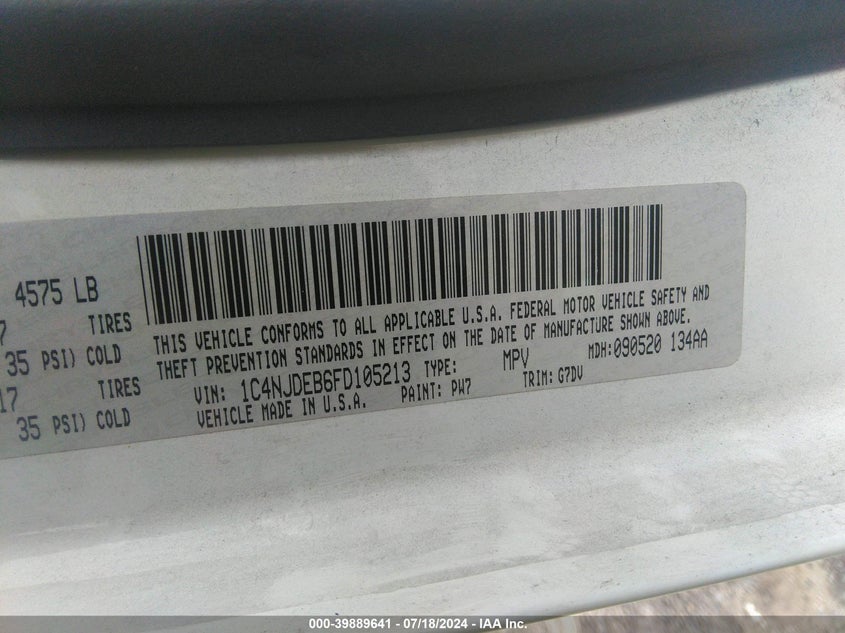 4575 LB
7 TIRES
35 PSI) COLD
17 TIRES
35 PSI) COLD
THIS VEHICLE CONFORMS TO ALL APPLICABLE U.S.A. FEDERAL MOTOR VEHICLE SAFETY AND
THEFT PREVENTION STANDARDS IN EFFECT ON THE DATE OF MANUFACTURE SHOWN ABOVE.
VIN: 1C4NJDEB6FD105213 TYPE: MPV MDH:090520 134AA
VEHICLE MADE IN U.S.A. PAINT: PW7 TRIM: G7DV
000-39889641 - 07/18/2024 - IAA Inc.